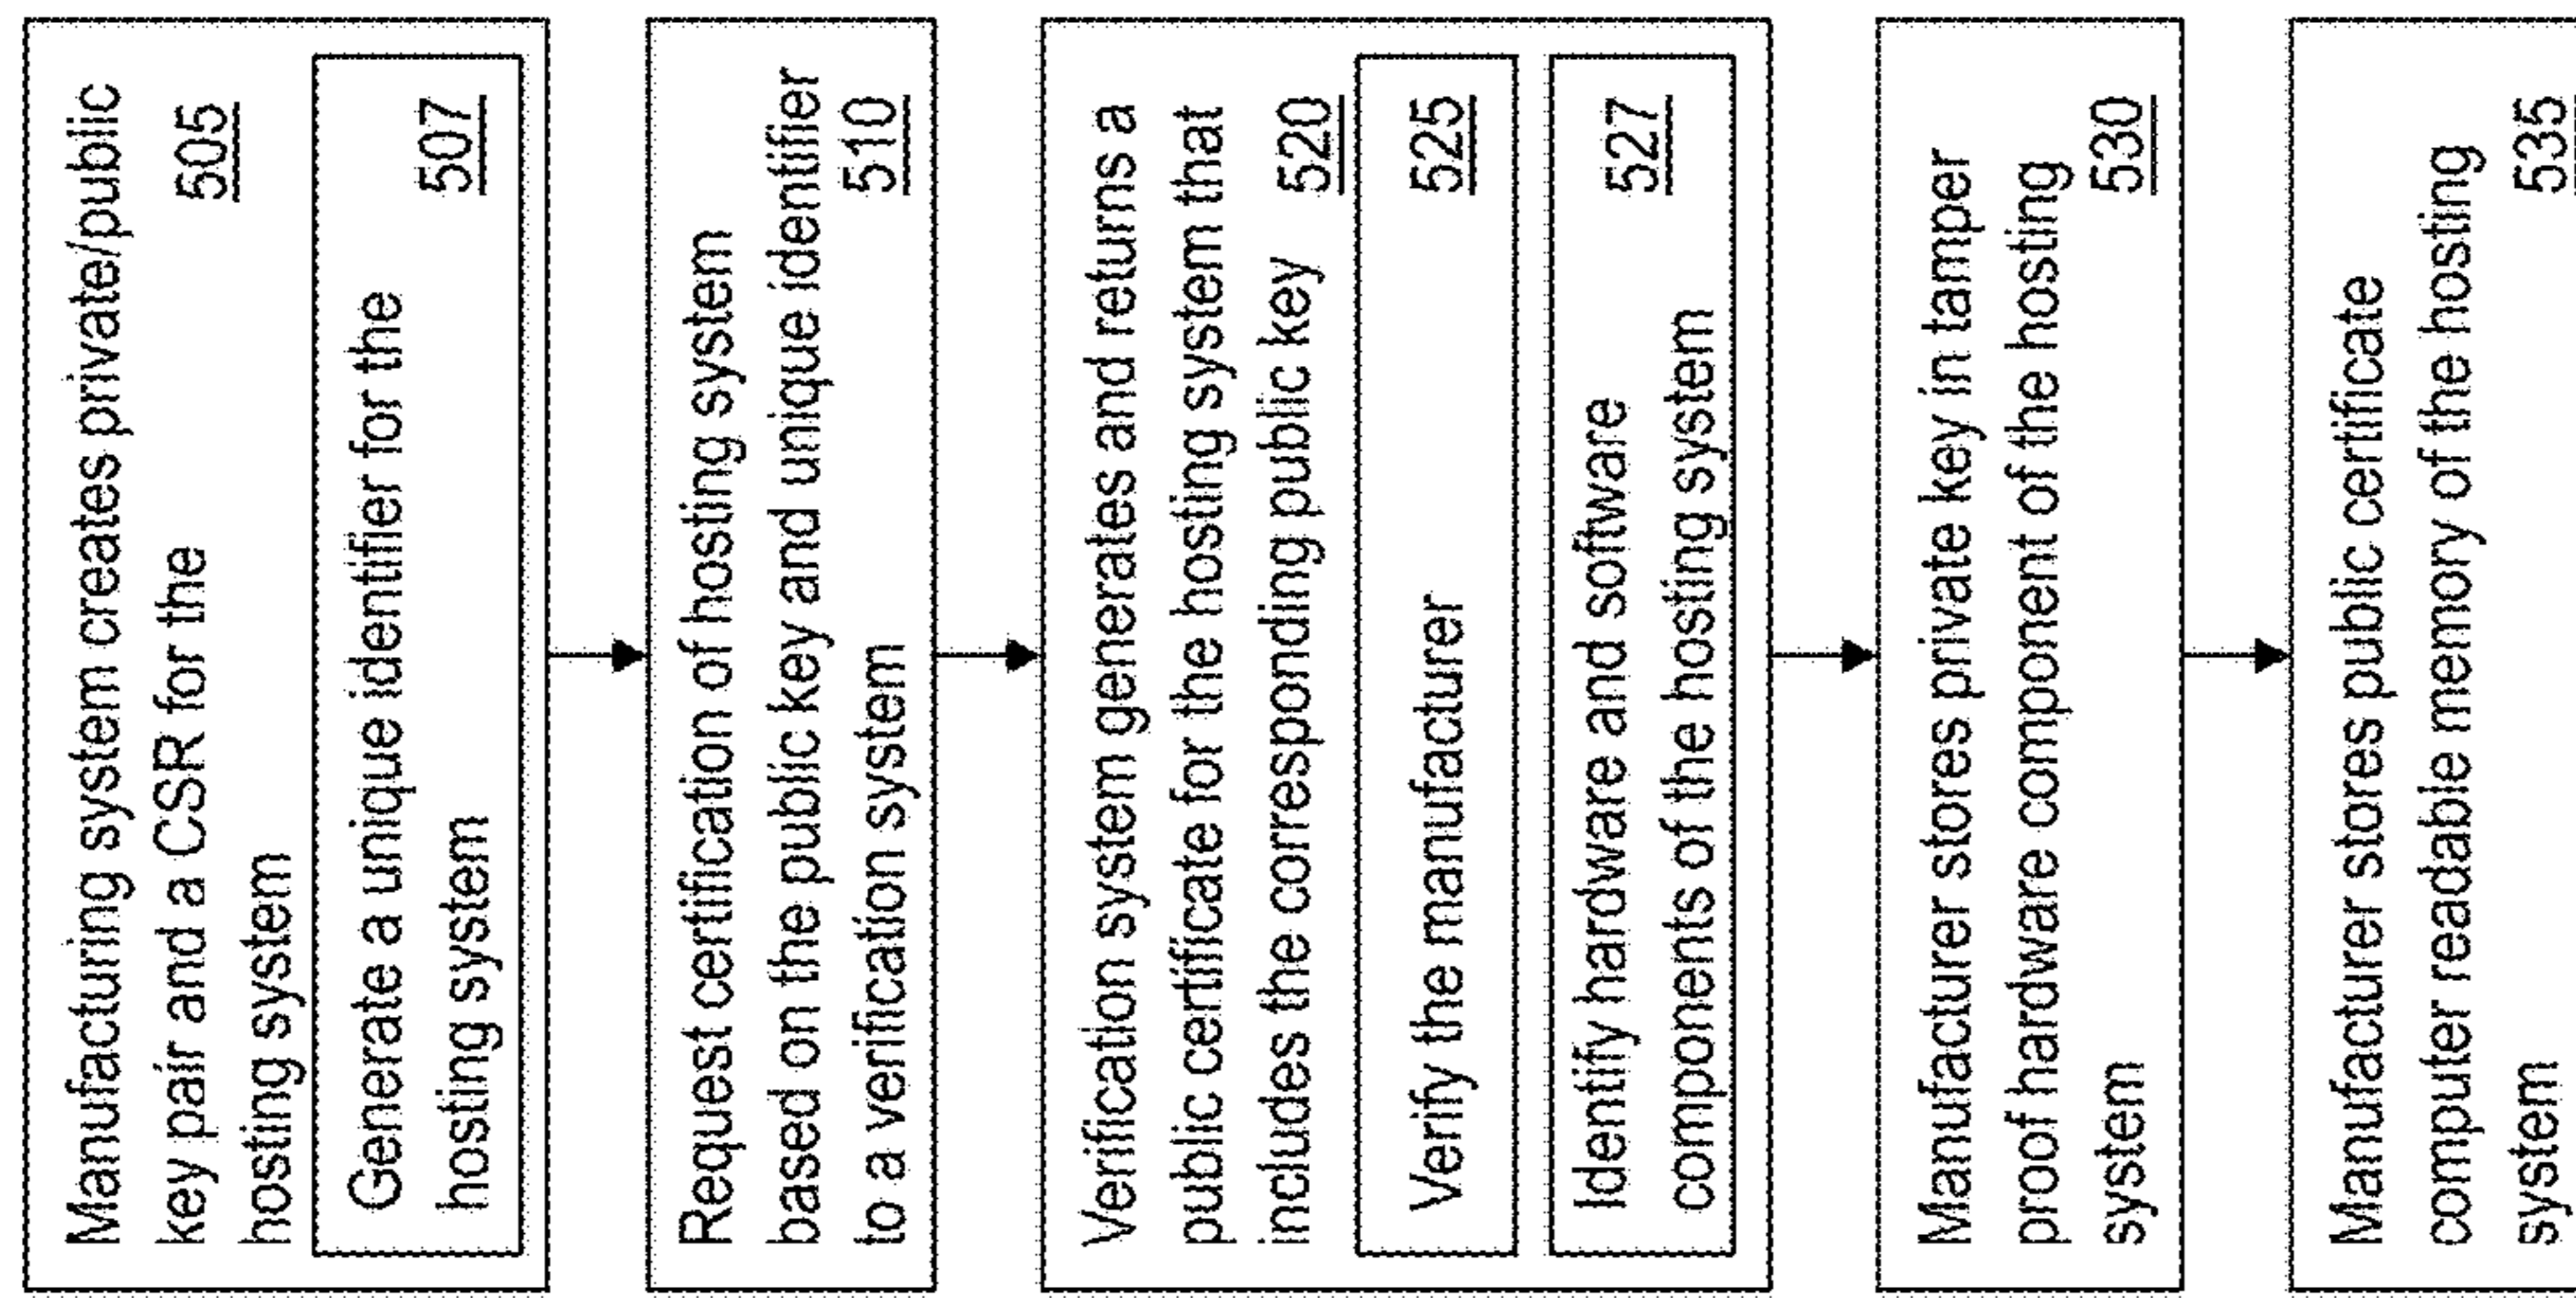 Manufacturing system creates private/public
key pair and a CSR for the
hosting system 505
Generate a unique identifier for the
hosting system 507
Request certification of hosting system
based on the public key and unique identifier
to a verification system 510
Verification system generates and returns a
public certificate for the hosting system that
includes the corresponding public key 520
Verify the manufacturer 525
Identify hardware and software
components of the hosting system 527
Manufacturer stores private key in tamper
proof hardware component of the hosting
system 530
Manufacturer stores public certificate
computer readable memory of the hosting
system 535